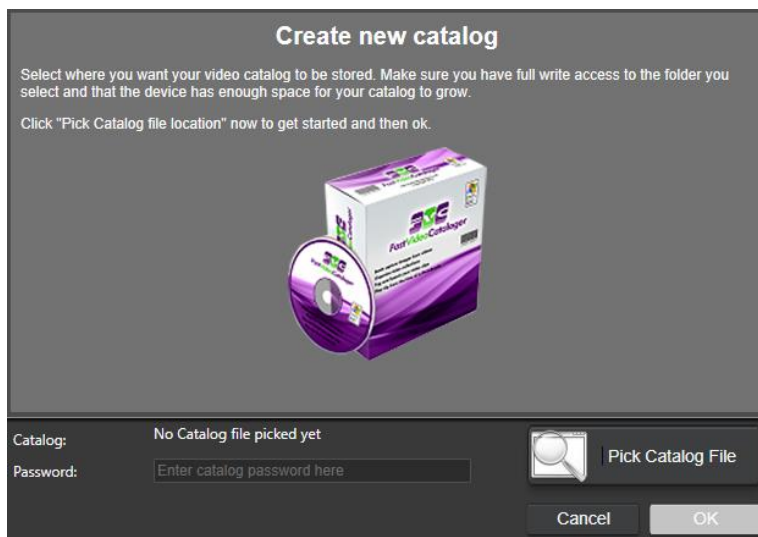 Create new catalog
Select where you want your video catalog to be stored. Make sure you have full write access to the folder you
select and that the device has enough space for your catalog to grow.
Click "Pick Catalog file location" now to get started and then ok.
FastVideoCataloger
Catalog:
No Catalog file picked yet
Pick Catalog File
Password:
Enter catalog password here
Cancel
OK